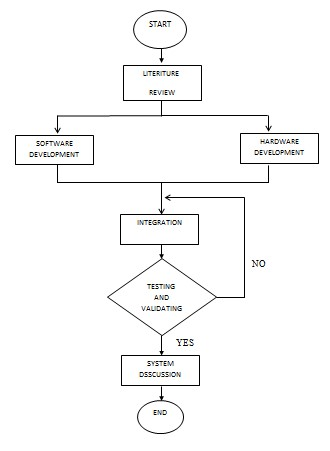 START
LITERITURE
REVIEW
SOFTWARE
DEVELOPMENT
HARDWARE
DEVELOPMENT
INTEGRATION
TESTING
AND
VALIDATING
NO
YES
SYSTEM
DSSCUSSION
END